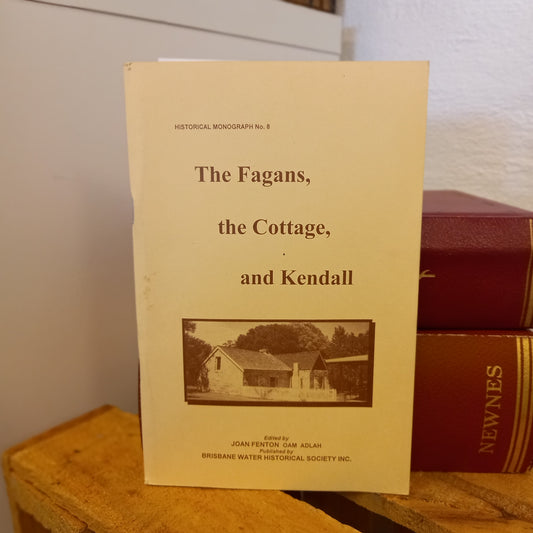 HISTORICAL MONOGRAPH No. 8
The Fagans,
the Cottage,
and Kendall
Edited by
JOAN FENTON OAM ADLAH
Published by
BRISBANE WATER HISTORICAL SOCIETY INC.
NEWNES